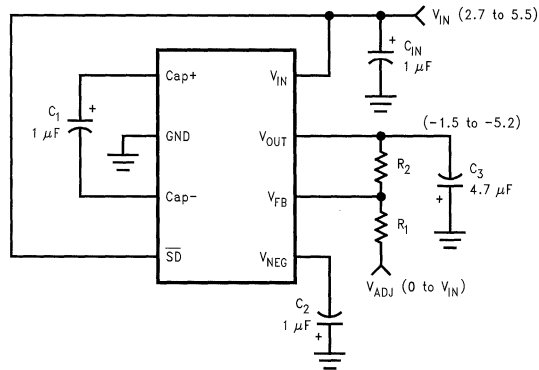 V_IN (2.7 to 5.5)
+
C_IN
1 μF
Cap+
V_IN
C_1
+
1 μF
GND
V_OUT
(−1.5 to −5.2)
R_2
C_3
4.7 μF
+
Cap−
V_FB
R_1
S̅D̅
V_NEG
V_ADJ (0 to V_IN)
C_2
1 μF
+